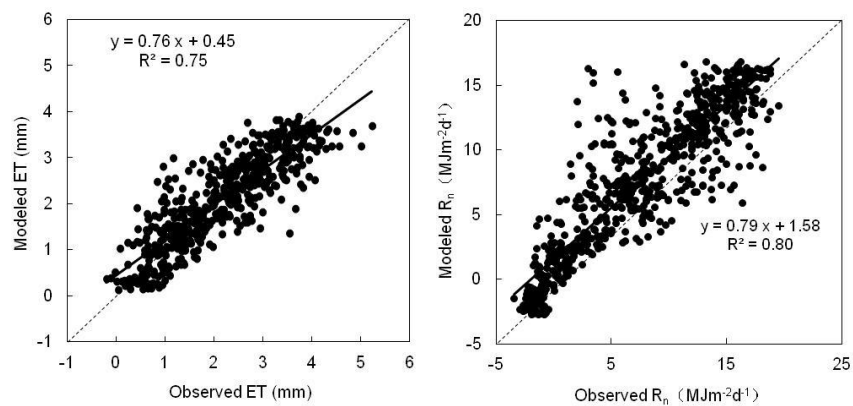 6
5
4
3
2
1
0
-1
-1 0 1 2 3 4 5 6
Modeled ET (mm)
Observed ET (mm)
y = 0.76 x + 0.45
R² = 0.75
20
15
10
5
0
-5
-5 5 15 25
Modeled Rn（MJm-2d-1)
Observed Rn（MJm-2d-1)
y = 0.79 x + 1.58
R² = 0.80